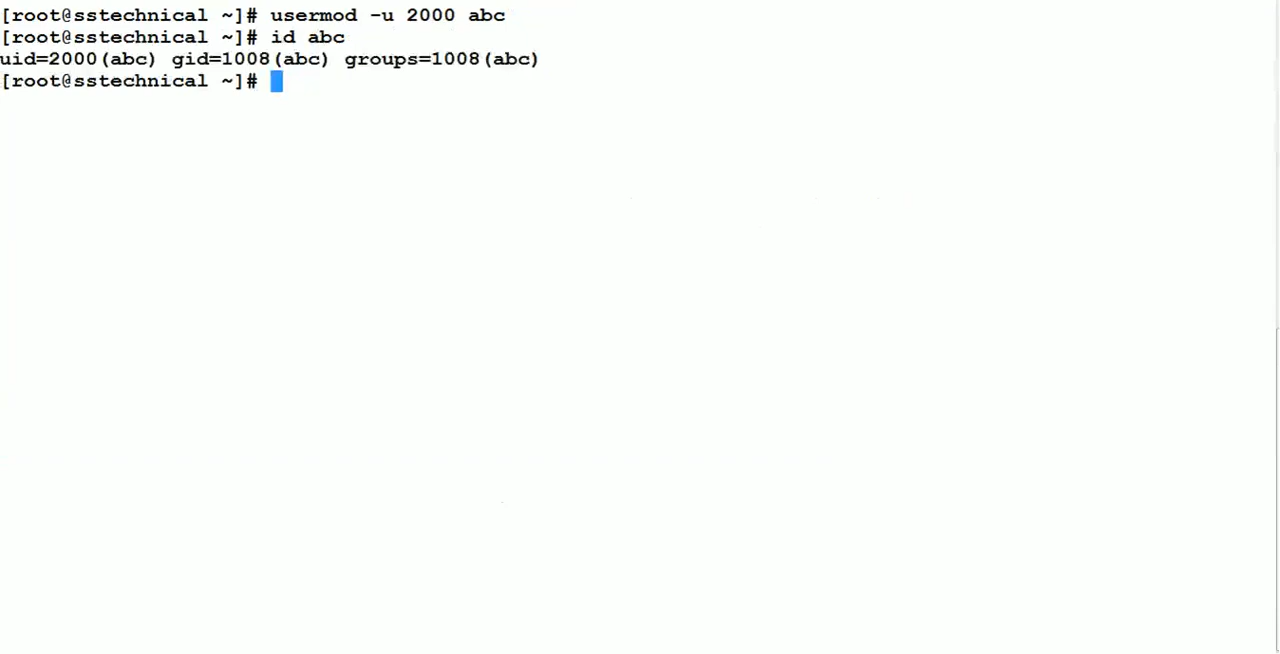 [root@sstechnical ~]# usermod -u 2000 abc
[root@sstechnical ~]# id abc
uid=2000(abc) gid=1008(abc) groups=1008(abc)
[root@sstechnical ~]#